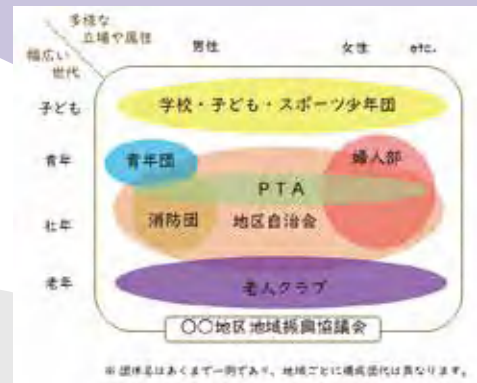 多様な
立場や属性
幅広い
世代
男性 女性 etc.
子ども
学校・子ども・スポーツ少年団
青年
青年団
婦人部
PTA
壮年
消防団
地区自治会
老年
老人クラブ
〇〇地区地域振興協議会
※団体名はあくまで一例であり、地域ごとに構成団体は異なります。